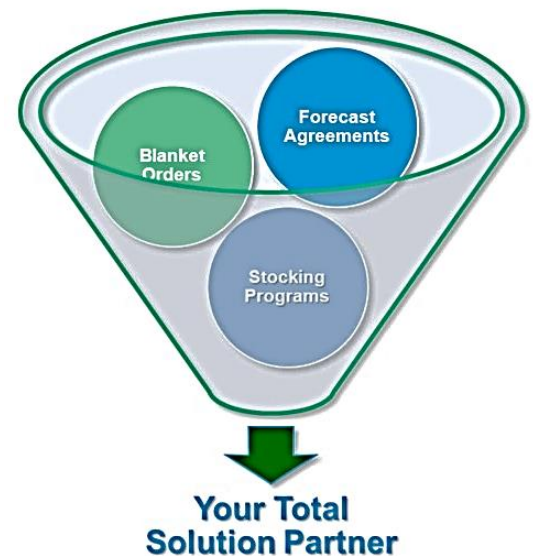 Forecast
Agreements
Blanket
Orders
Stocking
Programs
Your Total
Solution Partner